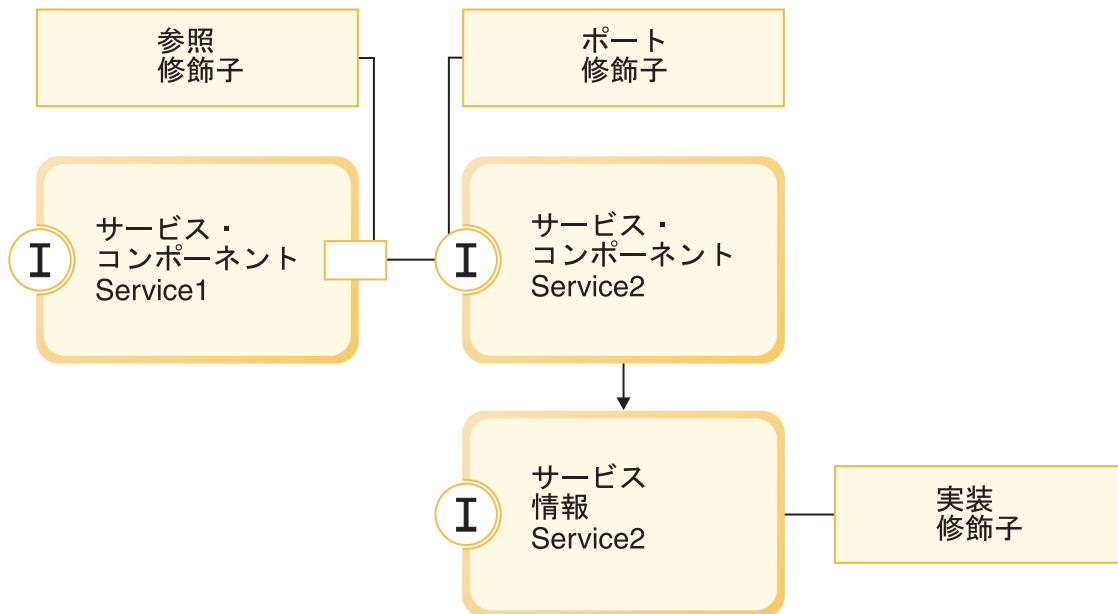 参照
修飾子
ポート
修飾子
I
サービス・
コンポーネント
Service1
I
サービス・
コンポーネント
Service2
I
サービス
情報
Service2
実装
修飾子